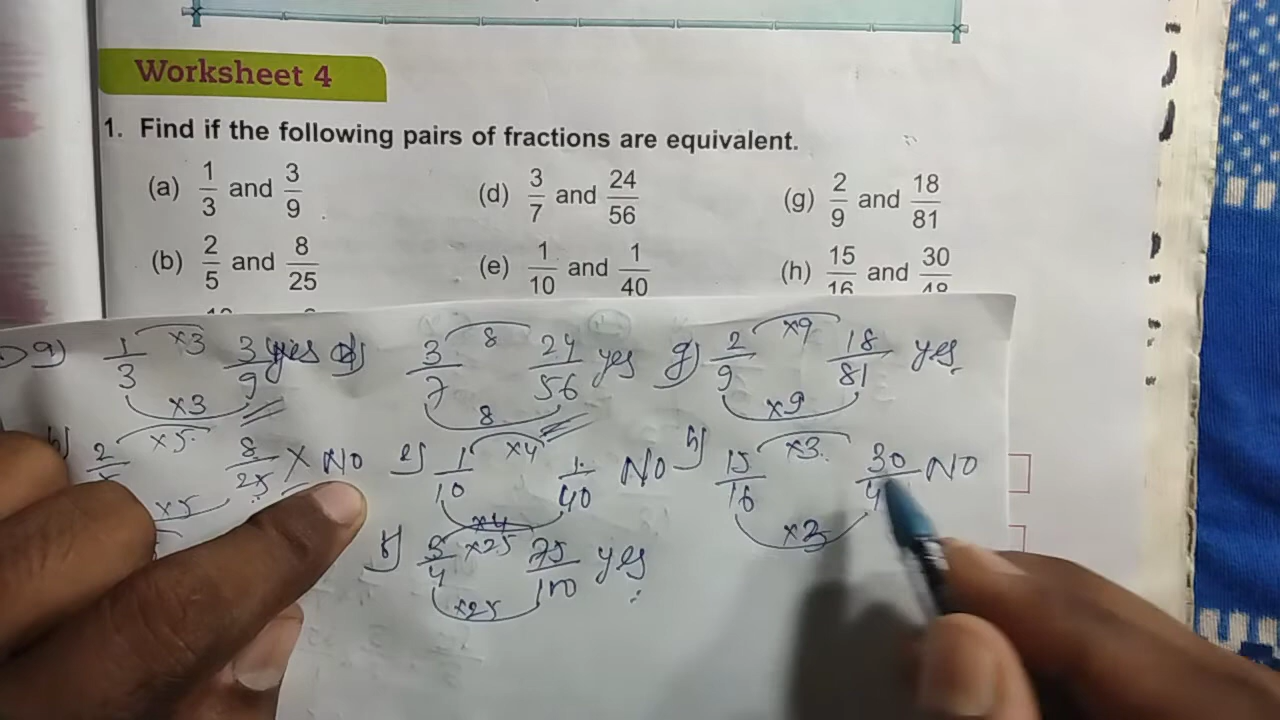 Worksheet 4
1. Find if the following pairs of fractions are equivalent.
(a) 1/3 and 3/9 (d) 3/7 and 24/56 (g) 2/9 and 18/81
(b) 2/5 and 8/25 (e) 1/10 and 1/40 (h) 15/16 and 30/48
a) 1/3 ×3 3/9 yes d) 3/7 8 24/56 yes g) 2/9 ×9 18/81 yes.
×3 8 ×9
b) 2/5 ×5 8/25 X No e) 1/10 ×4 1/40 No h) 15/16 ×3 30/4 NO
×5 ×4 ×3
f) 3/4 ×25 75/100 yes
×25